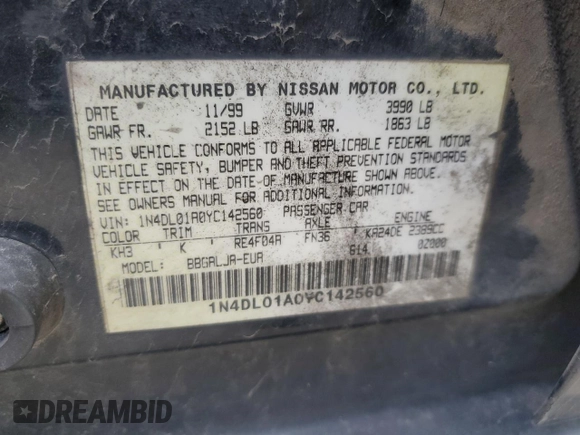 MANUFACTURED BY NISSAN MOTOR CO., LTD.
DATE 11/99 GVWR 3990 LB
GAWR FR. 2152 LB GAWR RR. 1863 LB
THIS VEHICLE CONFORMS TO ALL APPLICABLE FEDERAL MOTOR
VEHICLE SAFETY, BUMPER AND THEFT PREVENTION STANDARDS
IN EFFECT ON THE DATE OF MANUFACTURE SHOWN ABOVE.
SEE OWNERS MANUAL FOR ADDITIONAL INFORMATION.
VIN: 1N4DL01A0YC142560 PASSENGER CAR
COLOR TRIM TRANS AXLE ENGINE
KH3 K RE4F04A FN36 KA24DE 2389CC
MODEL: BBGALJA-EUA 614 02000
1N4DL01A0YC142560
DREAMBID